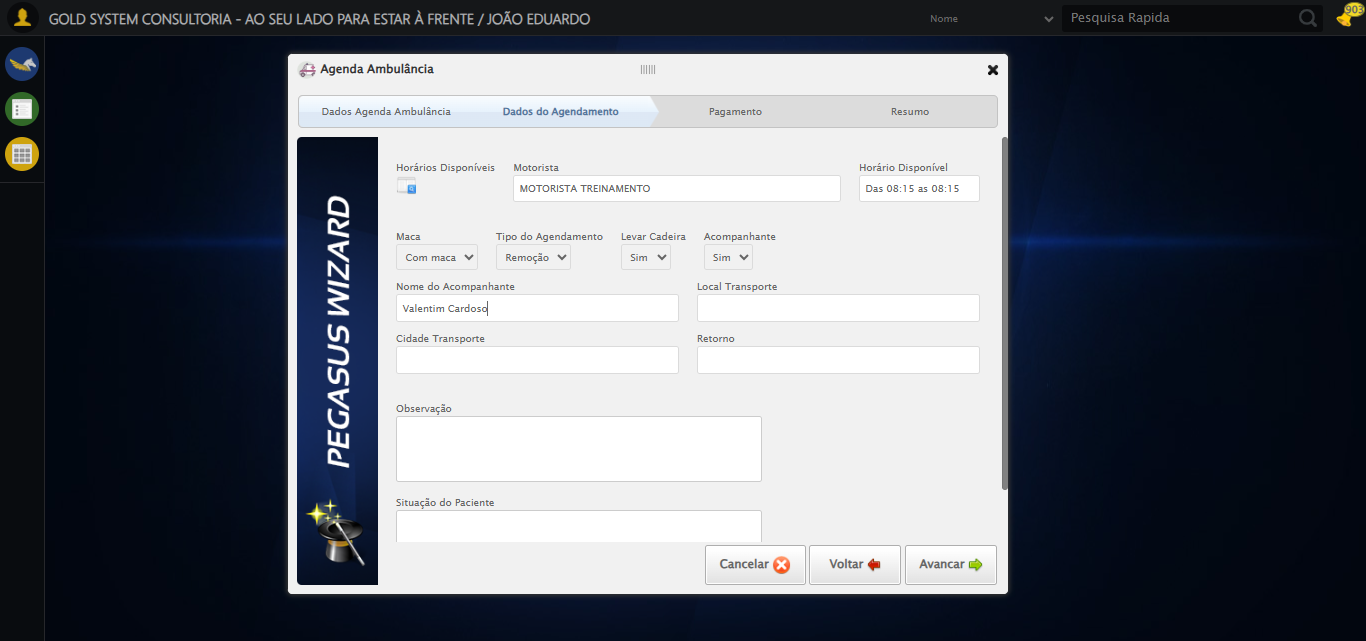 GOLD SYSTEM CONSULTORIA - AO SEU LADO PARA ESTAR À FRENTE / JOÃO EDUARDO
Nome
Pesquisa Rapida
903
Agenda Ambulância
Dados Agenda Ambulância
Dados do Agendamento
Pagamento
Resumo
PEGASUS WIZARD
Horários Disponíveis
Motorista
Horário Disponível
MOTORISTA TREINAMENTO
Das 08:15 as 08:15
Maca
Tipo do Agendamento
Levar Cadeira
Acompanhante
Com maca
Remoção
Sim
Sim
Nome do Acompanhante
Local Transporte
Valentim Cardoso
Cidade Transporte
Retorno
Observação
Situação do Paciente
Cancelar
Voltar
Avancar